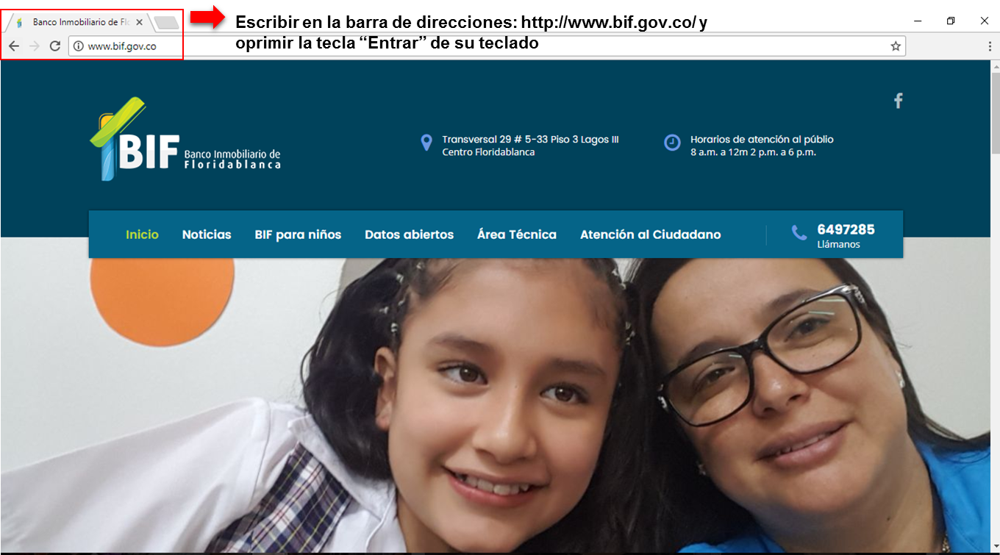 Banco Inmobiliario de Flo
Escribir en la barra de direcciones: http://www.bif.gov.co/ y
oprimir la tecla “Entrar” de su teclado
www.bif.gov.co
BIF Banco Inmobiliario de
Floridablanca
Transversal 29 # 5-33 Piso 3 Lagos III
Centro Floridablanca
Horarios de atención al públio
8 a.m. a 12m 2 p.m. a 6 p.m.
Inicio Noticias BIF para niños Datos abiertos Área Técnica Atención al Ciudadano
6497285
Llámanos